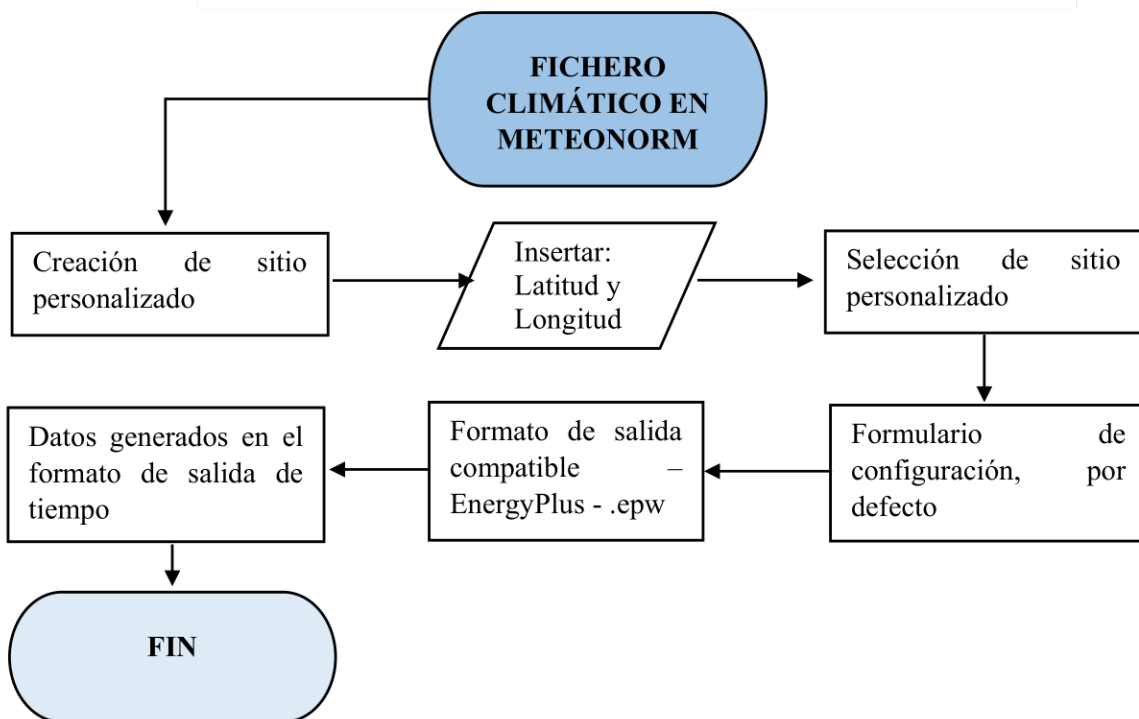 FICHERO
CLIMÁTICO EN
METEONORM
Creación de sitio
personalizado
Insertar:
Latitud y
Longitud
Selección de sitio
personalizado
Formulario de
configuración, por
defecto
Formato de salida
compatible –
EnergyPlus - .epw
Datos generados en el
formato de salida de
tiempo
FIN